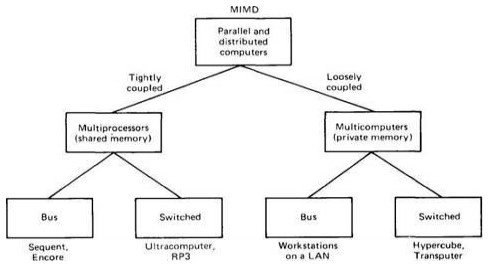 MIMD
Parallel and
distributed
computers
Tightly
coupled
Loosely
coupled
Multiprocessors
(shared memory)
Multicomputers
(private memory)
Bus
Switched
Bus
Switched
Sequent,
Encore
Ultracomputer,
RP3
Workstations
on a LAN
Hypercube,
Transputer